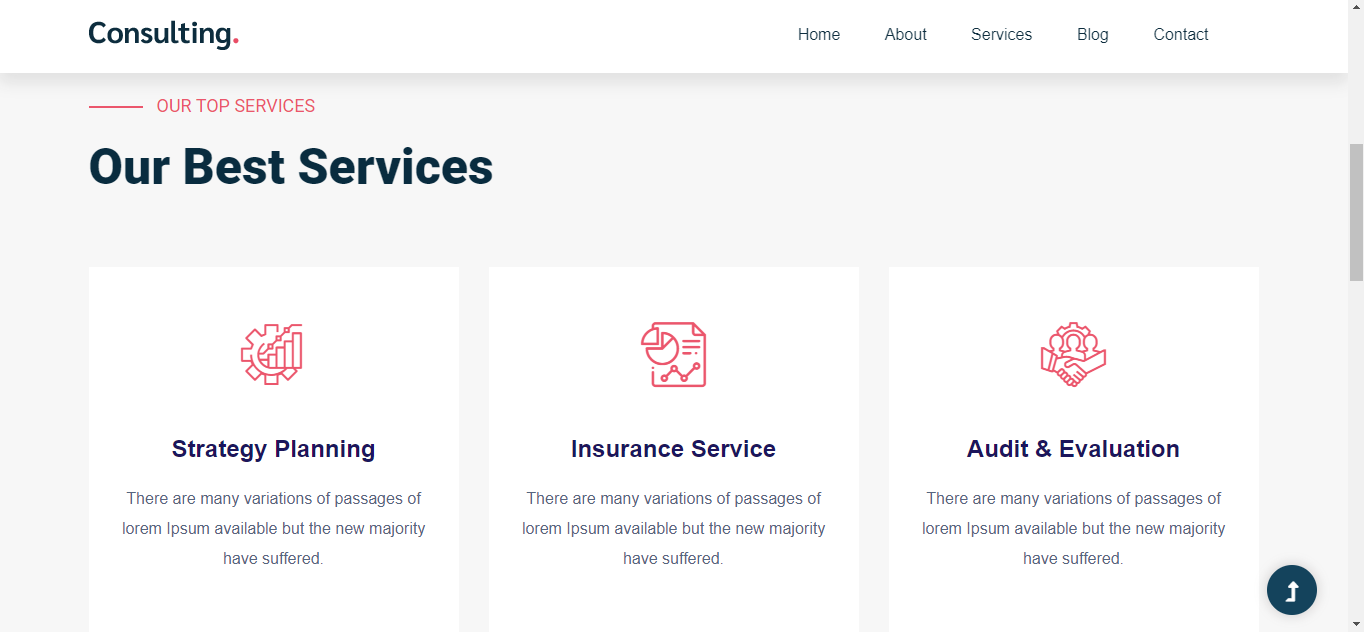 Consulting.
Home About Services Blog Contact
OUR TOP SERVICES
Our Best Services
Strategy Planning
There are many variations of passages of
lorem Ipsum available but the new majority
have suffered.
Insurance Service
There are many variations of passages of
lorem Ipsum available but the new majority
have suffered.
Audit & Evaluation
There are many variations of passages of
lorem Ipsum available but the new majority
have suffered.